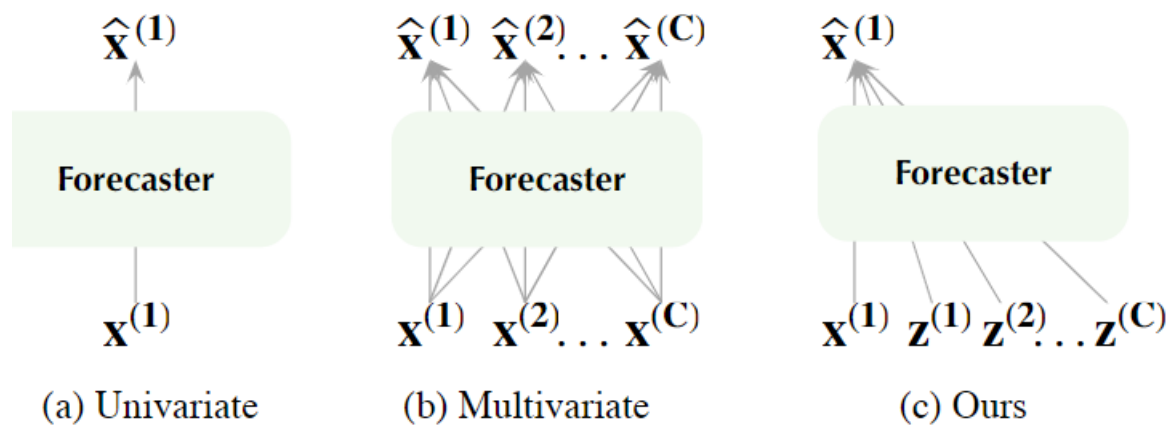 x̂^(1)
x̂^(1) x̂^(2) ... x̂^(C)
x̂^(1)
Forecaster
Forecaster
Forecaster
x^(1)
x^(1) x^(2) ... x^(C)
x^(1) z^(1) z^(2) ... z^(C)
(a) Univariate
(b) Multivariate
(c) Ours